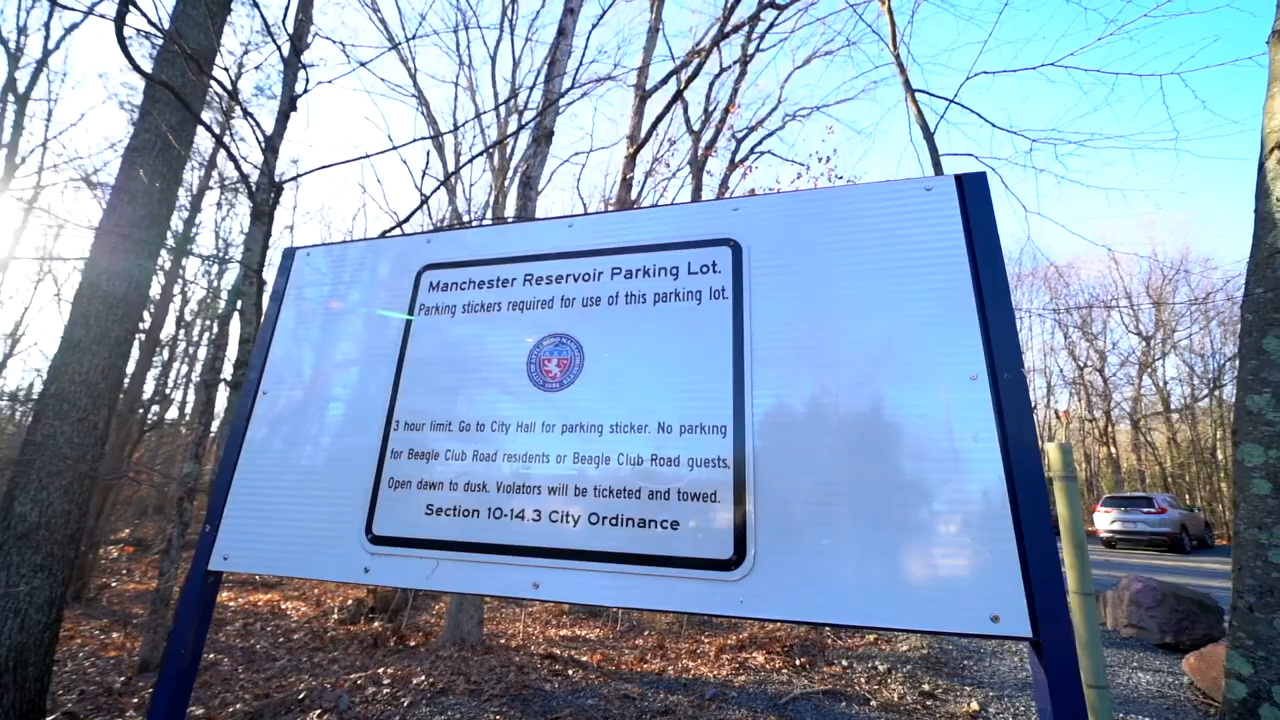 Manchester Reservoir Parking Lot.
Parking stickers required for use of this parking lot.
3 hour limit. Go to City Hall for parking sticker. No parking
for Beagle Club Road residents or Beagle Club Road guests.
Open dawn to dusk. Violators will be ticketed and towed.
Section 10-14.3 City Ordinance